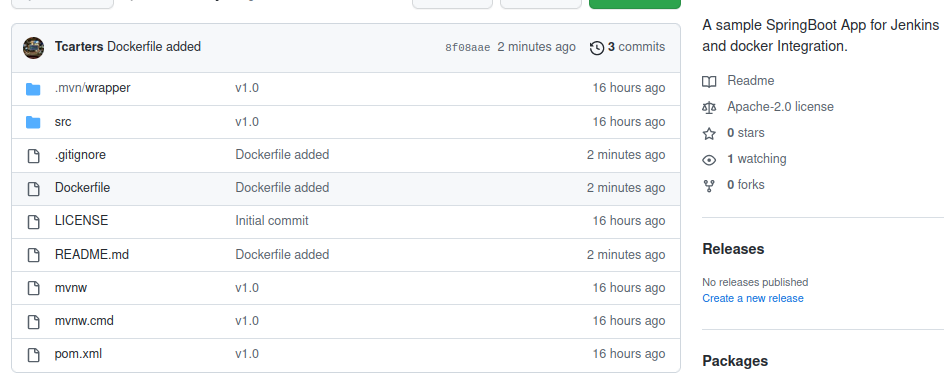 Tcarters Dockerfile added 8f08aae 2 minutes ago 3 commits
.mvn/wrapper v1.0 16 hours ago
src v1.0 16 hours ago
.gitignore Dockerfile added 2 minutes ago
Dockerfile Dockerfile added 2 minutes ago
LICENSE Initial commit 16 hours ago
README.md Dockerfile added 2 minutes ago
mvnw v1.0 16 hours ago
mvnw.cmd v1.0 16 hours ago
pom.xml v1.0 16 hours ago
A sample SpringBoot App for Jenkins
and docker Integration.
Readme
Apache-2.0 license
0 stars
1 watching
0 forks
Releases
No releases published
Create a new release
Packages